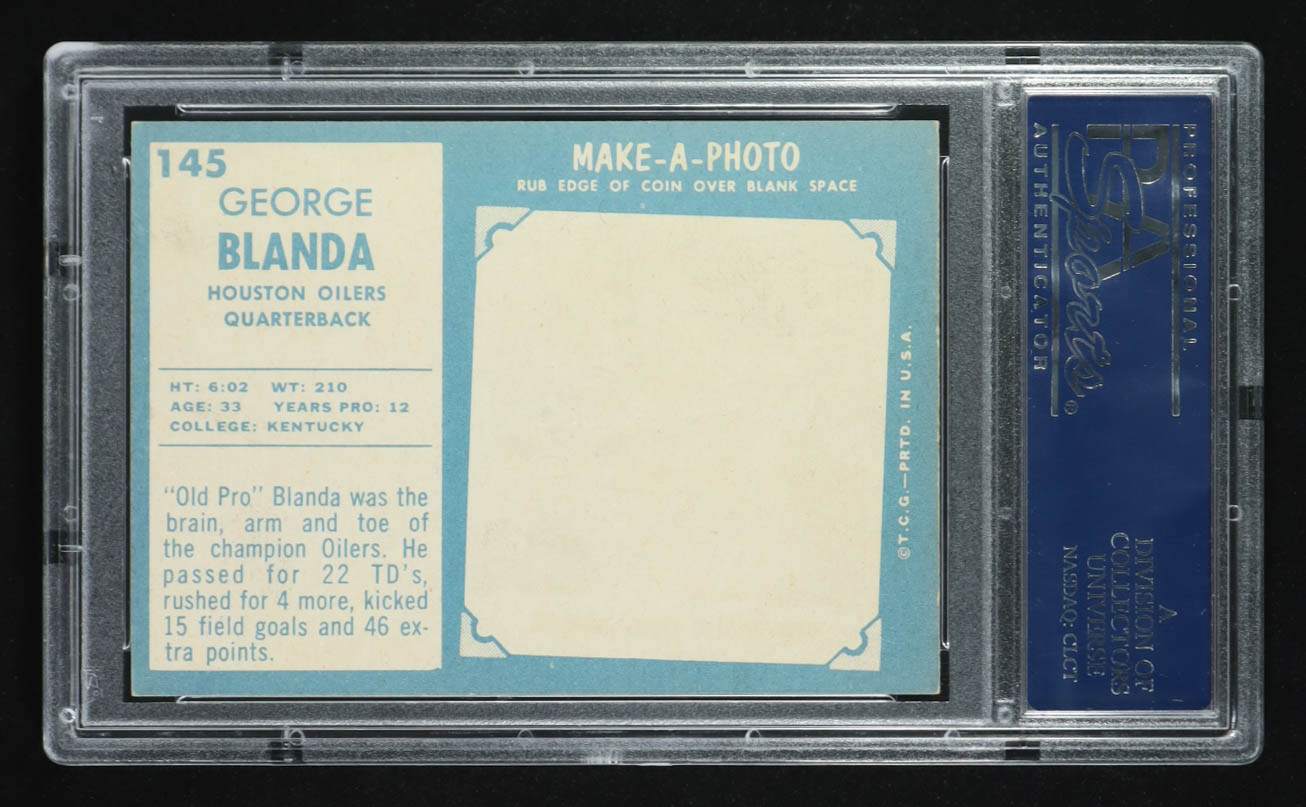 145
GEORGE
BLANDA
HOUSTON OILERS
QUARTERBACK
HT: 6:02 WT: 210
AGE: 33 YEARS PRO: 12
COLLEGE: KENTUCKY
"Old Pro" Blanda was the
brain, arm and toe of
the champion Oilers. He
passed for 22 TD's,
rushed for 4 more, kicked
15 field goals and 46 ex-
tra points.
MAKE-A-PHOTO
RUB EDGE OF COIN OVER BLANK SPACE
©T.C.G.—PRTD. IN U.S.A.
PROFESSIONAL
PSA
Sports®
AUTHENTICATOR
A
DIVISION OF
COLLECTORS
UNIVERSE
NASDAQ: CLCT